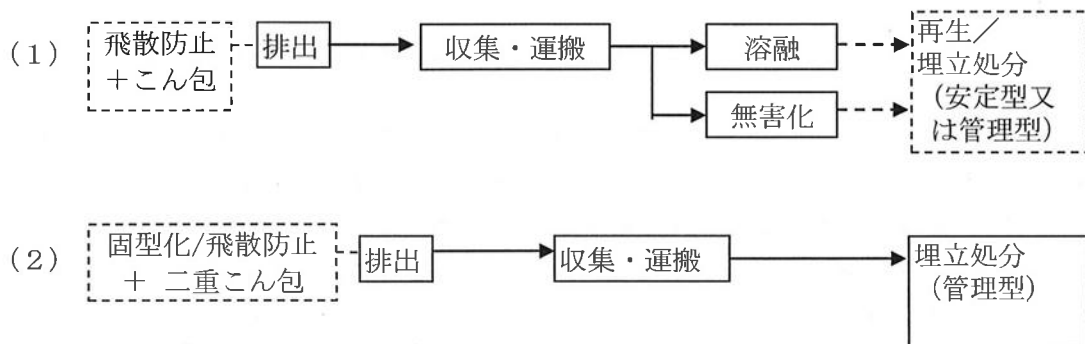 (1)
飛散防止
＋こん包
排出
収集・運搬
溶融
無害化
再生／
埋立処分
（安定型又
は管理型）
(2)
固型化/飛散防止
＋ 二重こん包
排出
収集・運搬
埋立処分
（管理型）